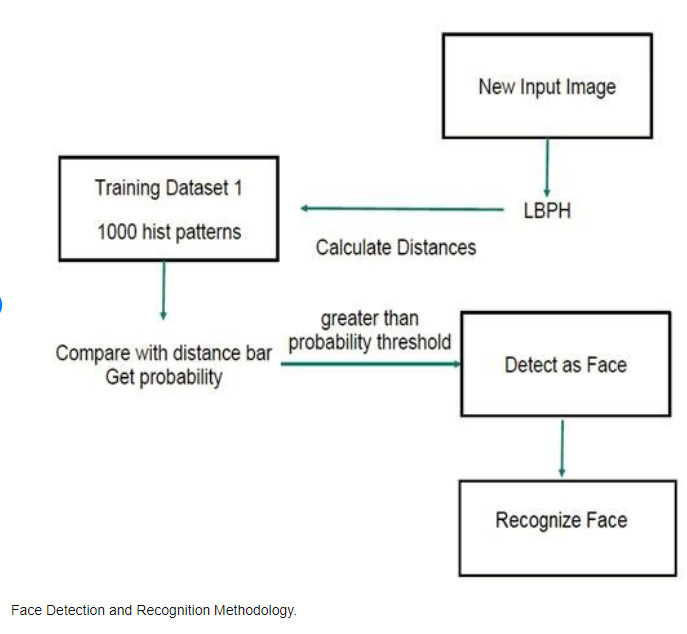 New Input Image
LBPH
Calculate Distances
Training Dataset 1
1000 hist patterns
Compare with distance bar
Get probability
greater than
probability threshold
Detect as Face
Recognize Face
Face Detection and Recognition Methodology.